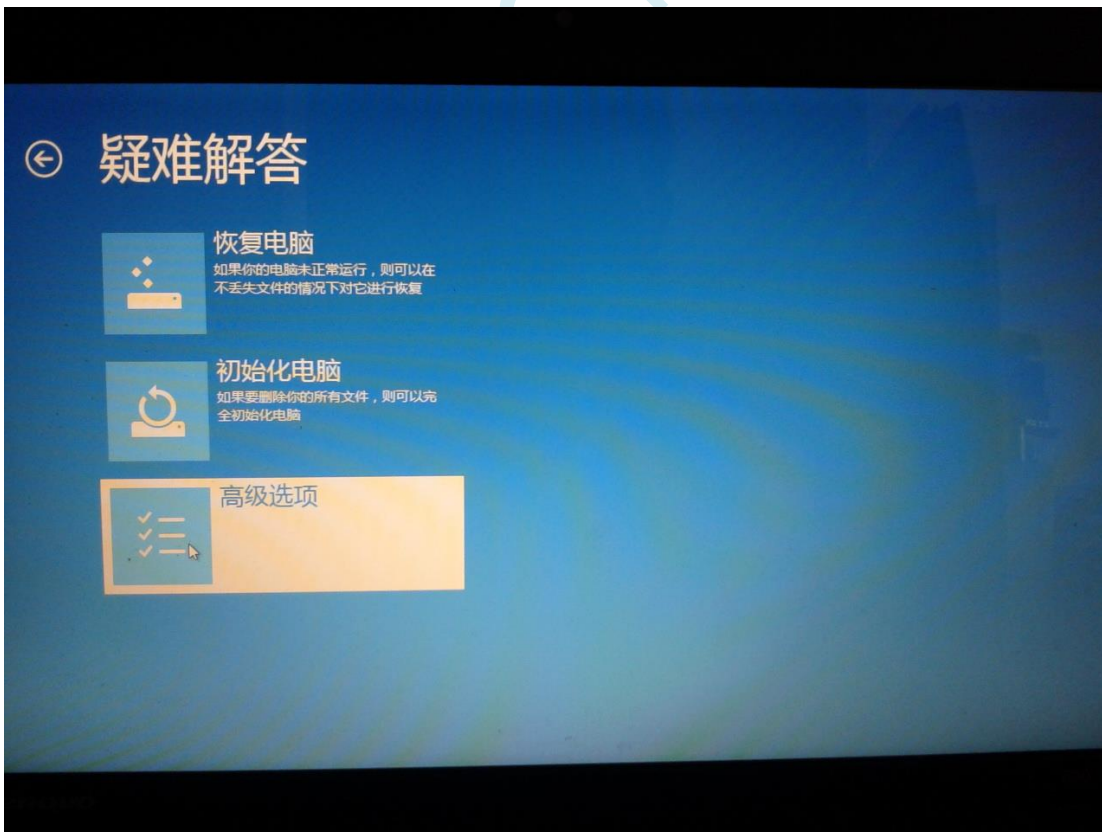 疑难解答
恢复电脑
如果你的电脑未正常运行，则可以在
不丢失文件的情况下对它进行恢复
初始化电脑
如果要删除你的所有文件，则可以完
全初始化电脑
高级选项